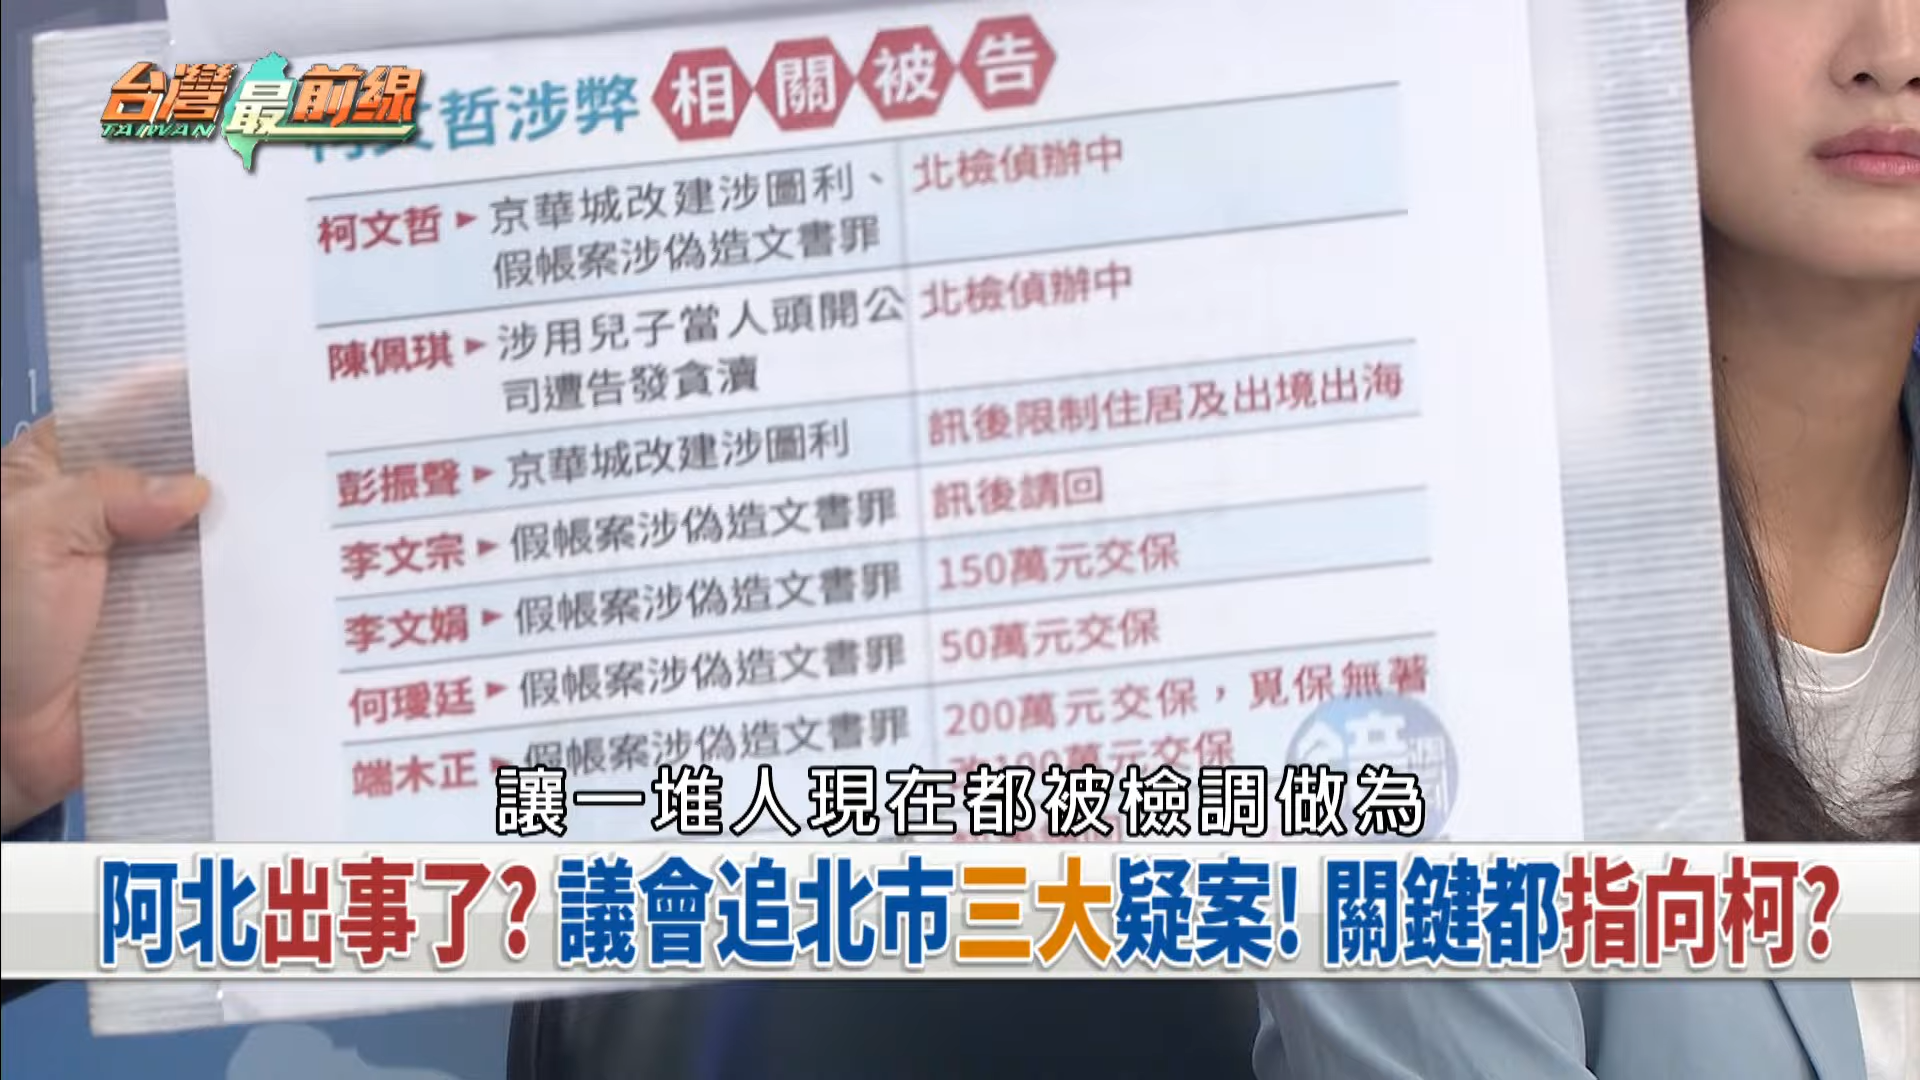 台灣最前線
TAIWAN
文哲涉弊 相關被告
柯文哲▶京華城改建涉圖利、
假帳案涉偽造文書罪
北檢偵辦中
陳佩琪▶涉用兒子當人頭開公
司遭告發貪瀆
北檢偵辦中
彭振聲▶京華城改建涉圖利
訊後限制住居及出境出海
李文宗▶假帳案涉偽造文書罪
訊後請回
李文娟▶假帳案涉偽造文書罪
150萬元交保
何璦廷▶假帳案涉偽造文書罪
50萬元交保
端木正▶假帳案涉偽造文書罪
200萬元交保，覓保無著
改100萬元交保
讓一堆人現在都被檢調做為
阿北出事了?議會追北市三大疑案!關鍵都指向柯?